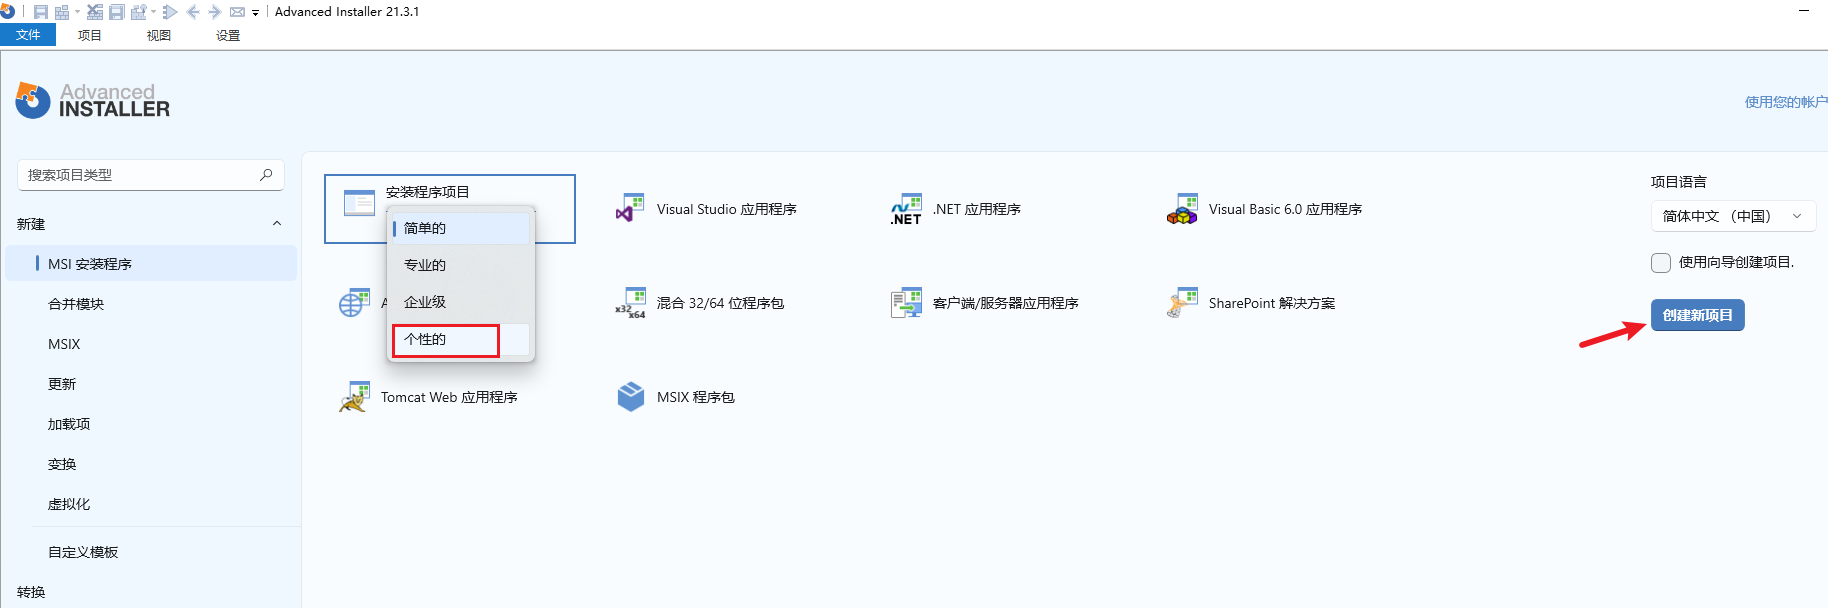 Advanced Installer 21.3.1
文件 项目 视图 设置
Advanced
INSTALLER
使用您的帐户
搜索项目类型
新建
MSI 安装程序
合并模块
MSIX
更新
加载项
变换
虚拟化
自定义模板
转换
安装程序项目
简单的
专业的
企业级
个性的
Visual Studio 应用程序
.NET
.NET 应用程序
Visual Basic 6.0 应用程序
A
x32 x64
混合 32/64 位程序包
客户端/服务器应用程序
SharePoint 解决方案
Tomcat Web 应用程序
MSIX 程序包
项目语言
简体中文 （中国）
使用向导创建项目.
创建新项目